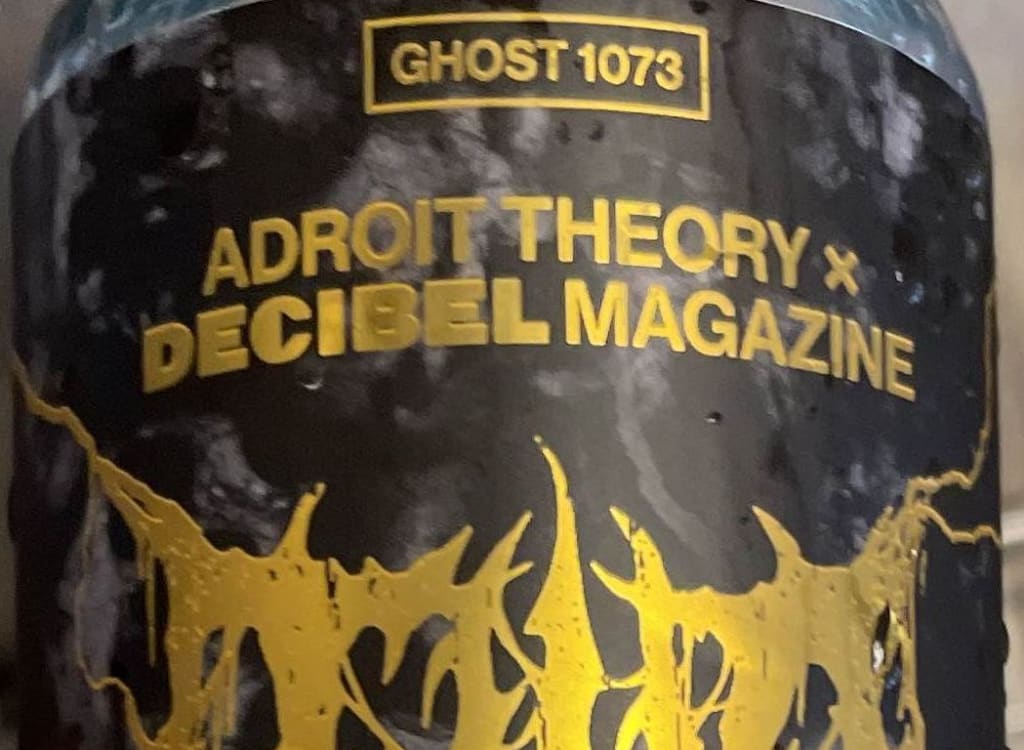 GHOST 1073
ADROIT THEORY x
DECIBEL MAGAZINE